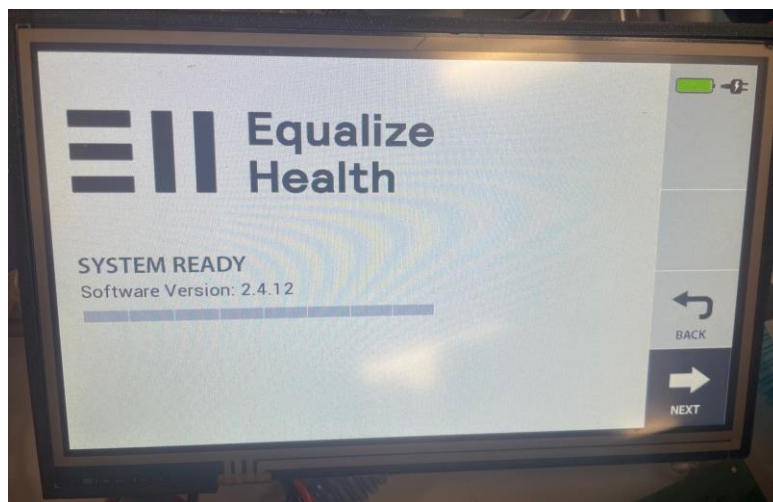 Equalize
Health
SYSTEM READY
Software Version: 2.4.12
BACK
NEXT